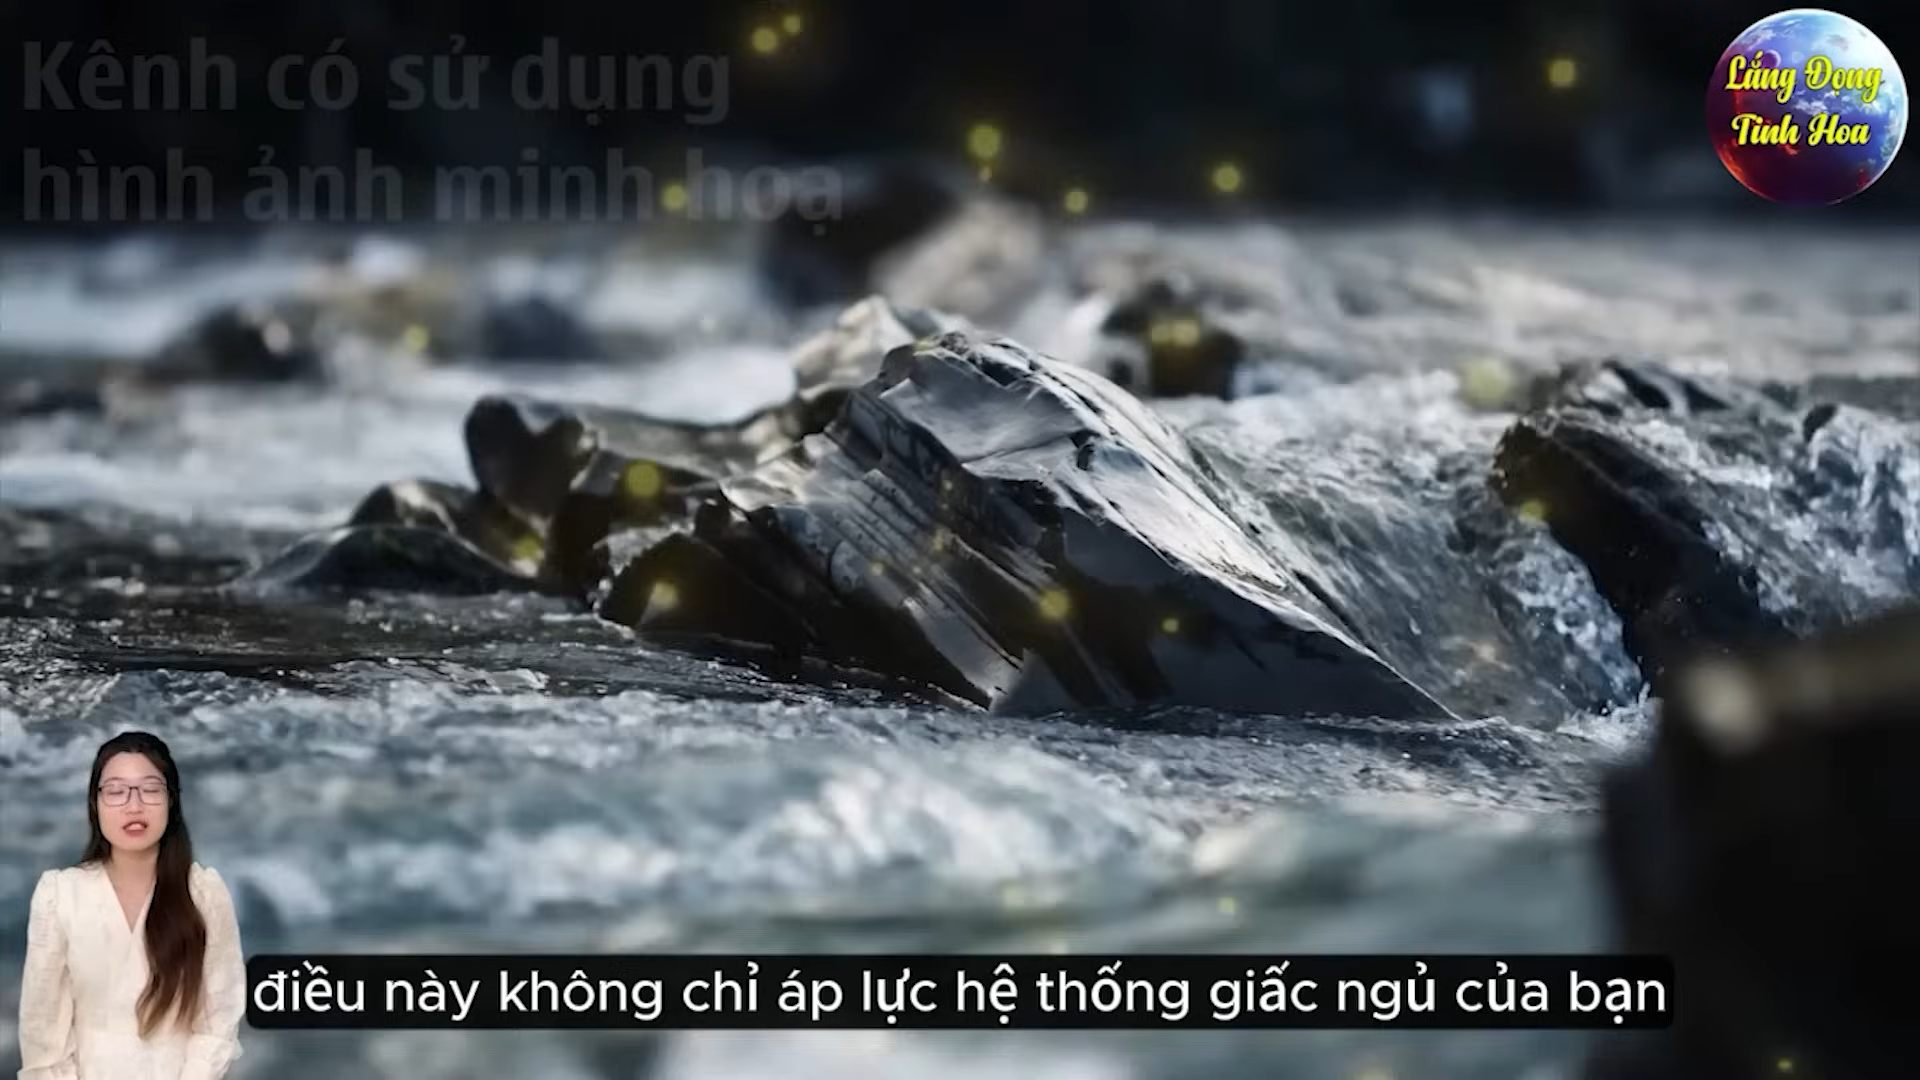 Kênh có sử dụng
hình ảnh minh họa
Lắng Đọng
Tinh Hoa
điều này không chỉ áp lực hệ thống giấc ngủ của bạn